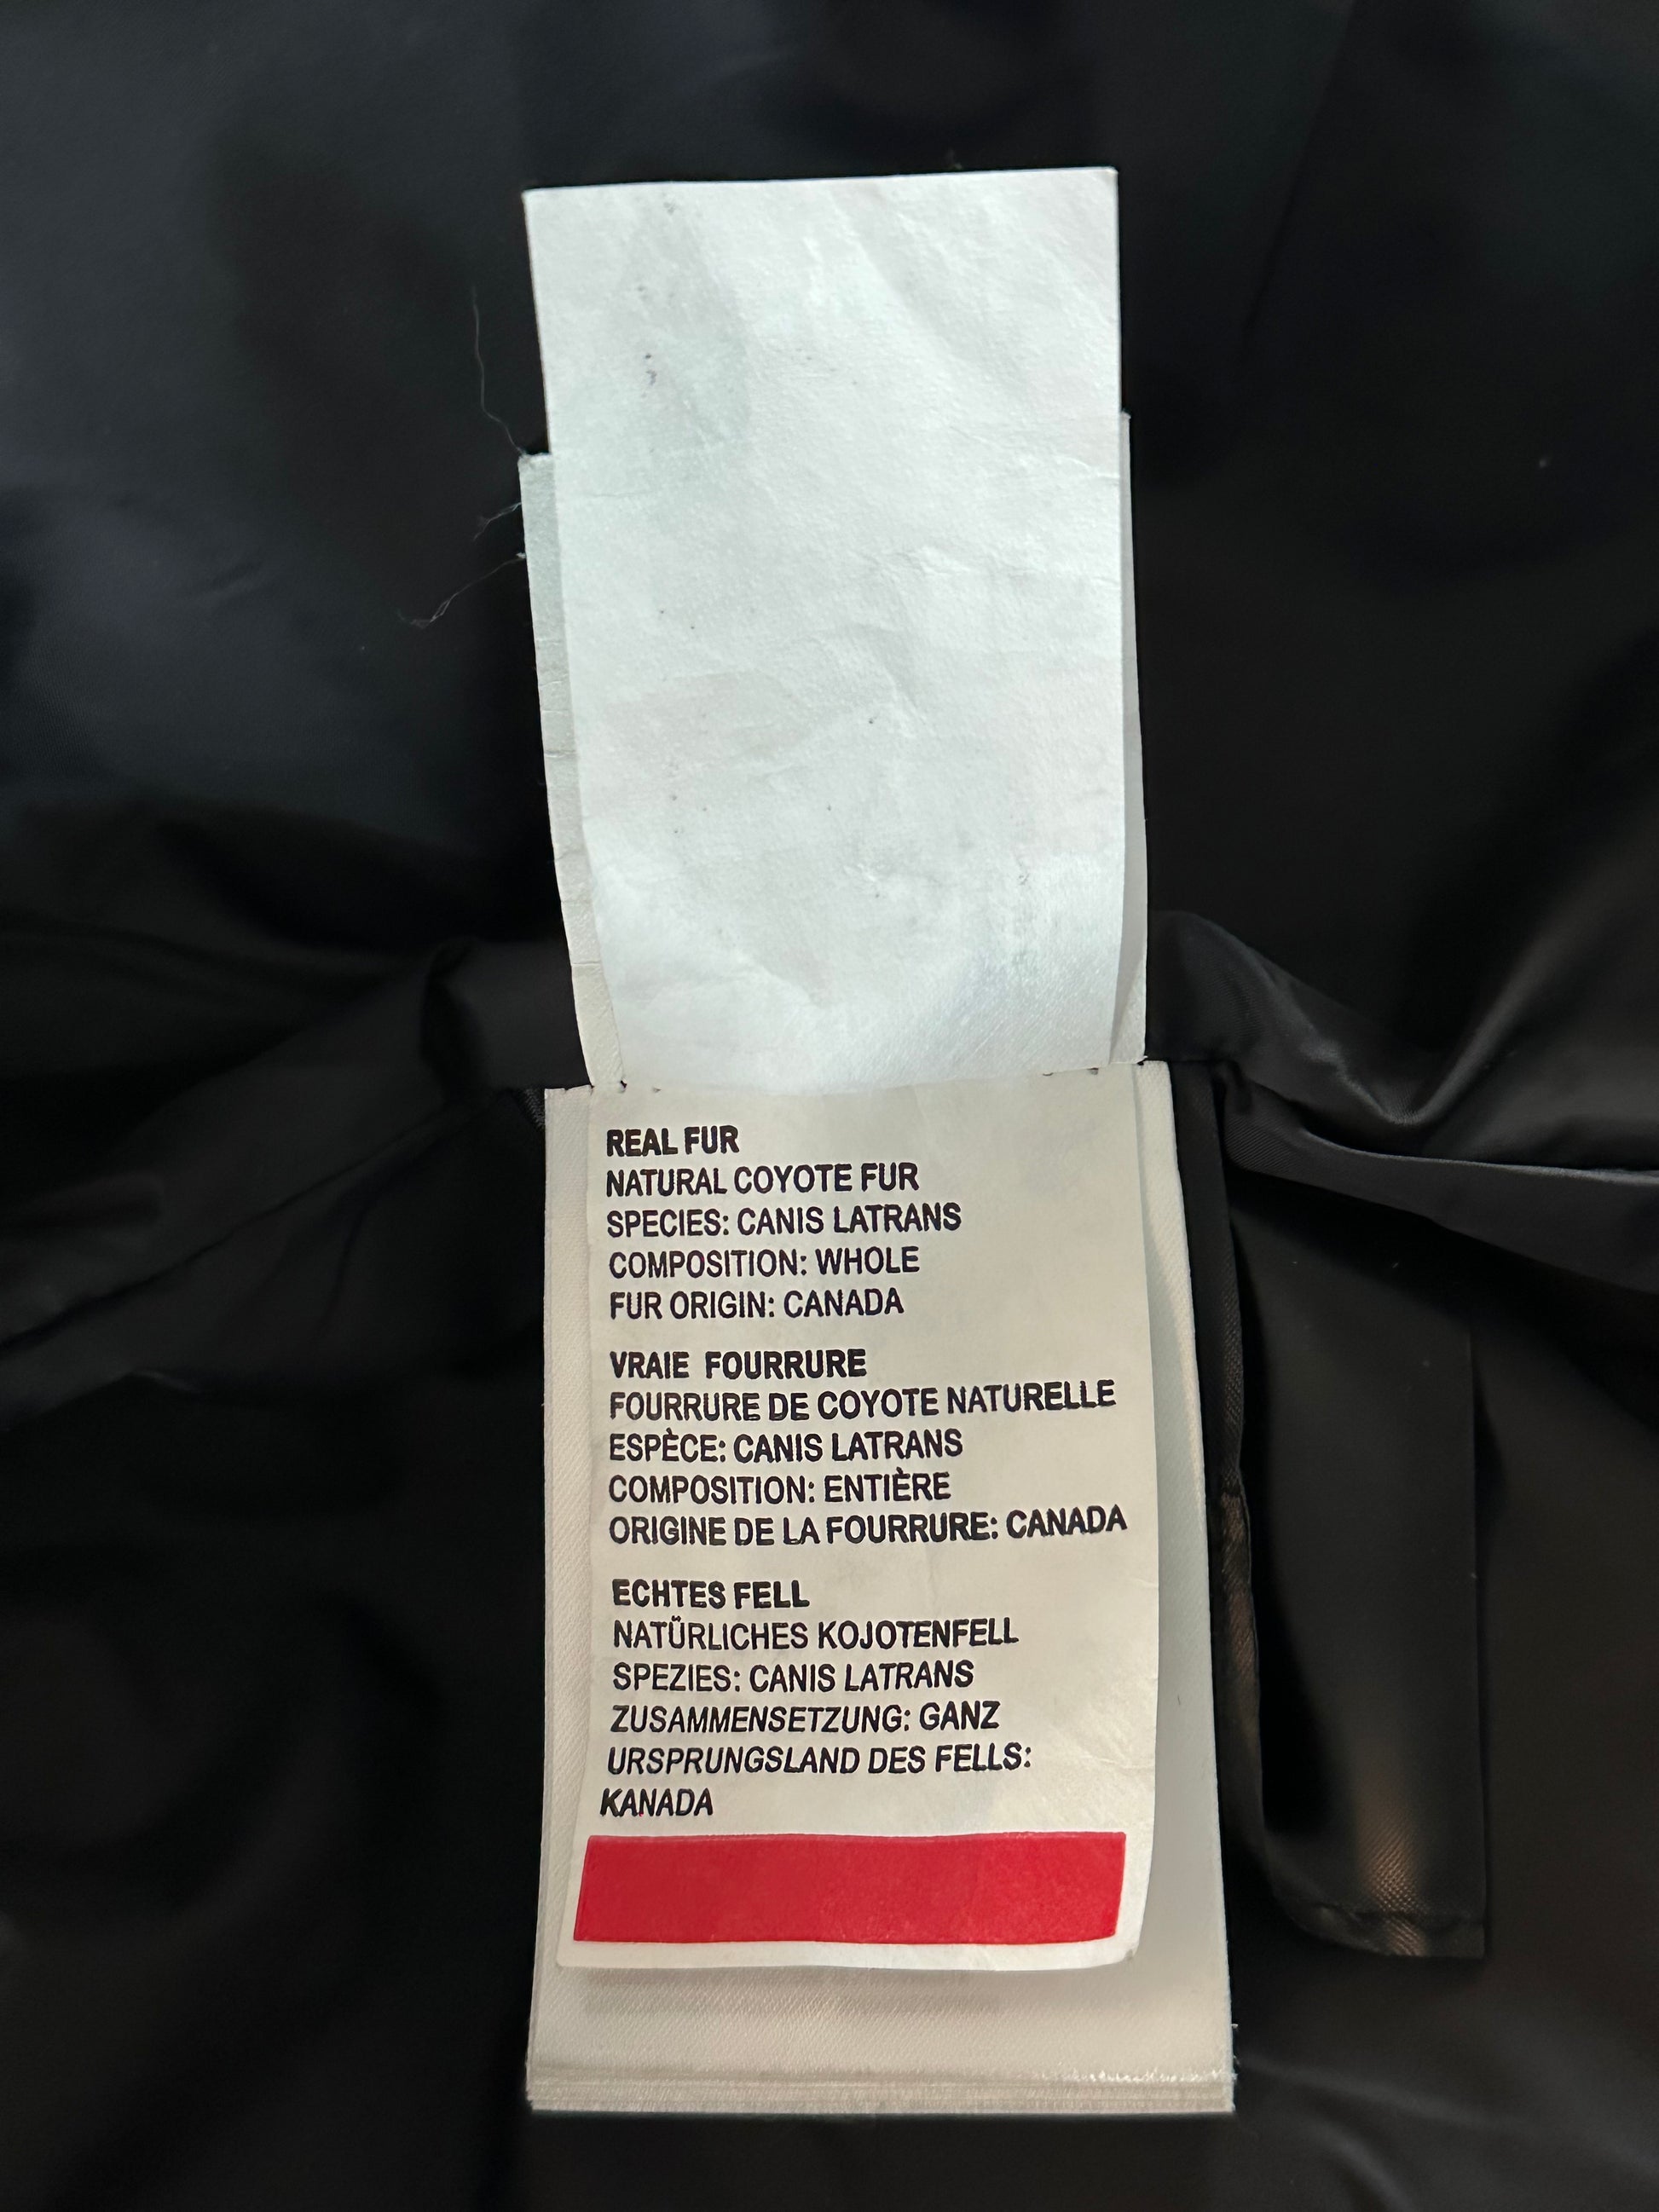 REAL FUR
NATURAL COYOTE FUR
SPECIES: CANIS LATRANS
COMPOSITION: WHOLE
FUR ORIGIN: CANADA
VRAIE FOURRURE
FOURRURE DE COYOTE NATURELLE
ESPÈCE: CANIS LATRANS
COMPOSITION: ENTIÈRE
ORIGINE DE LA FOURRURE: CANADA
ECHTES FELL
NATÜRLICHES KOJOTENFELL
SPEZIES: CANIS LATRANS
ZUSAMMENSETZUNG: GANZ
URSPRUNGSLAND DES FELLS:
KANADA